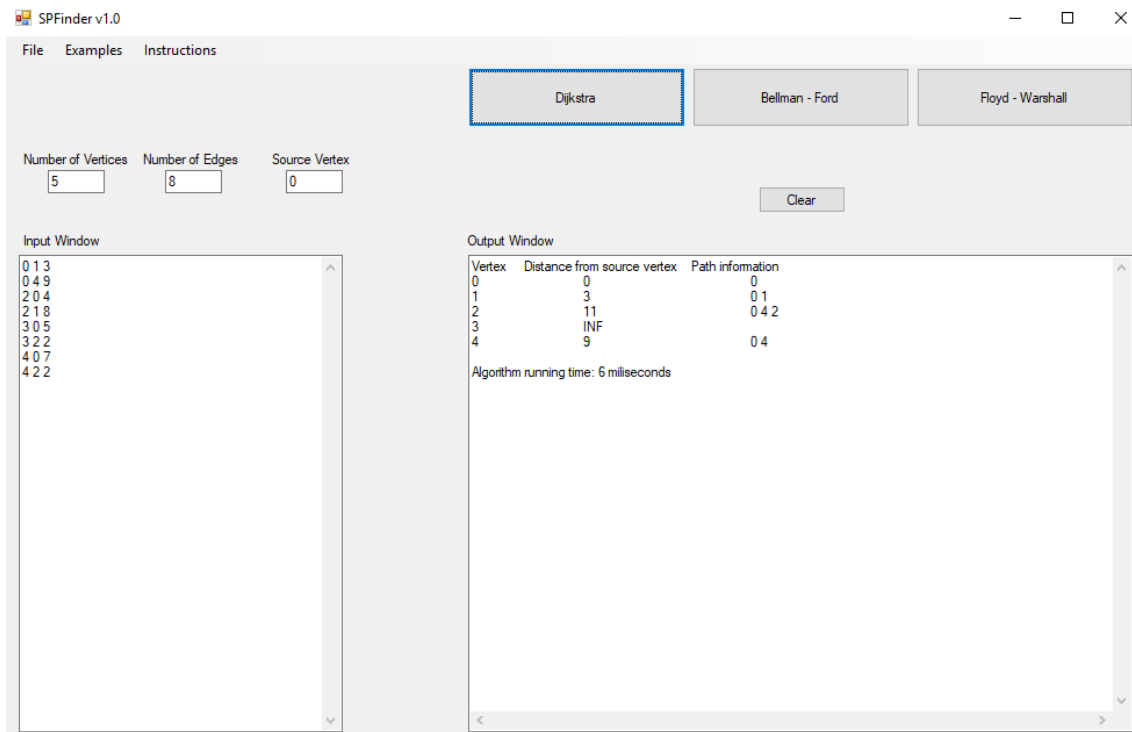 SPFinder v1.0
File Examples Instructions
Dijkstra Bellman - Ford Floyd - Warshall
Number of Vertices Number of Edges Source Vertex
5 8 0
Clear
Input Window
0 1 3
0 4 9
2 0 4
2 1 8
3 0 5
3 2 2
4 0 7
4 2 2
Output Window
Vertex Distance from source vertex Path information
0 0 0
1 3 0 1
2 11 0 4 2
3 INF
4 9 0 4
Algorithm running time: 6 miliseconds